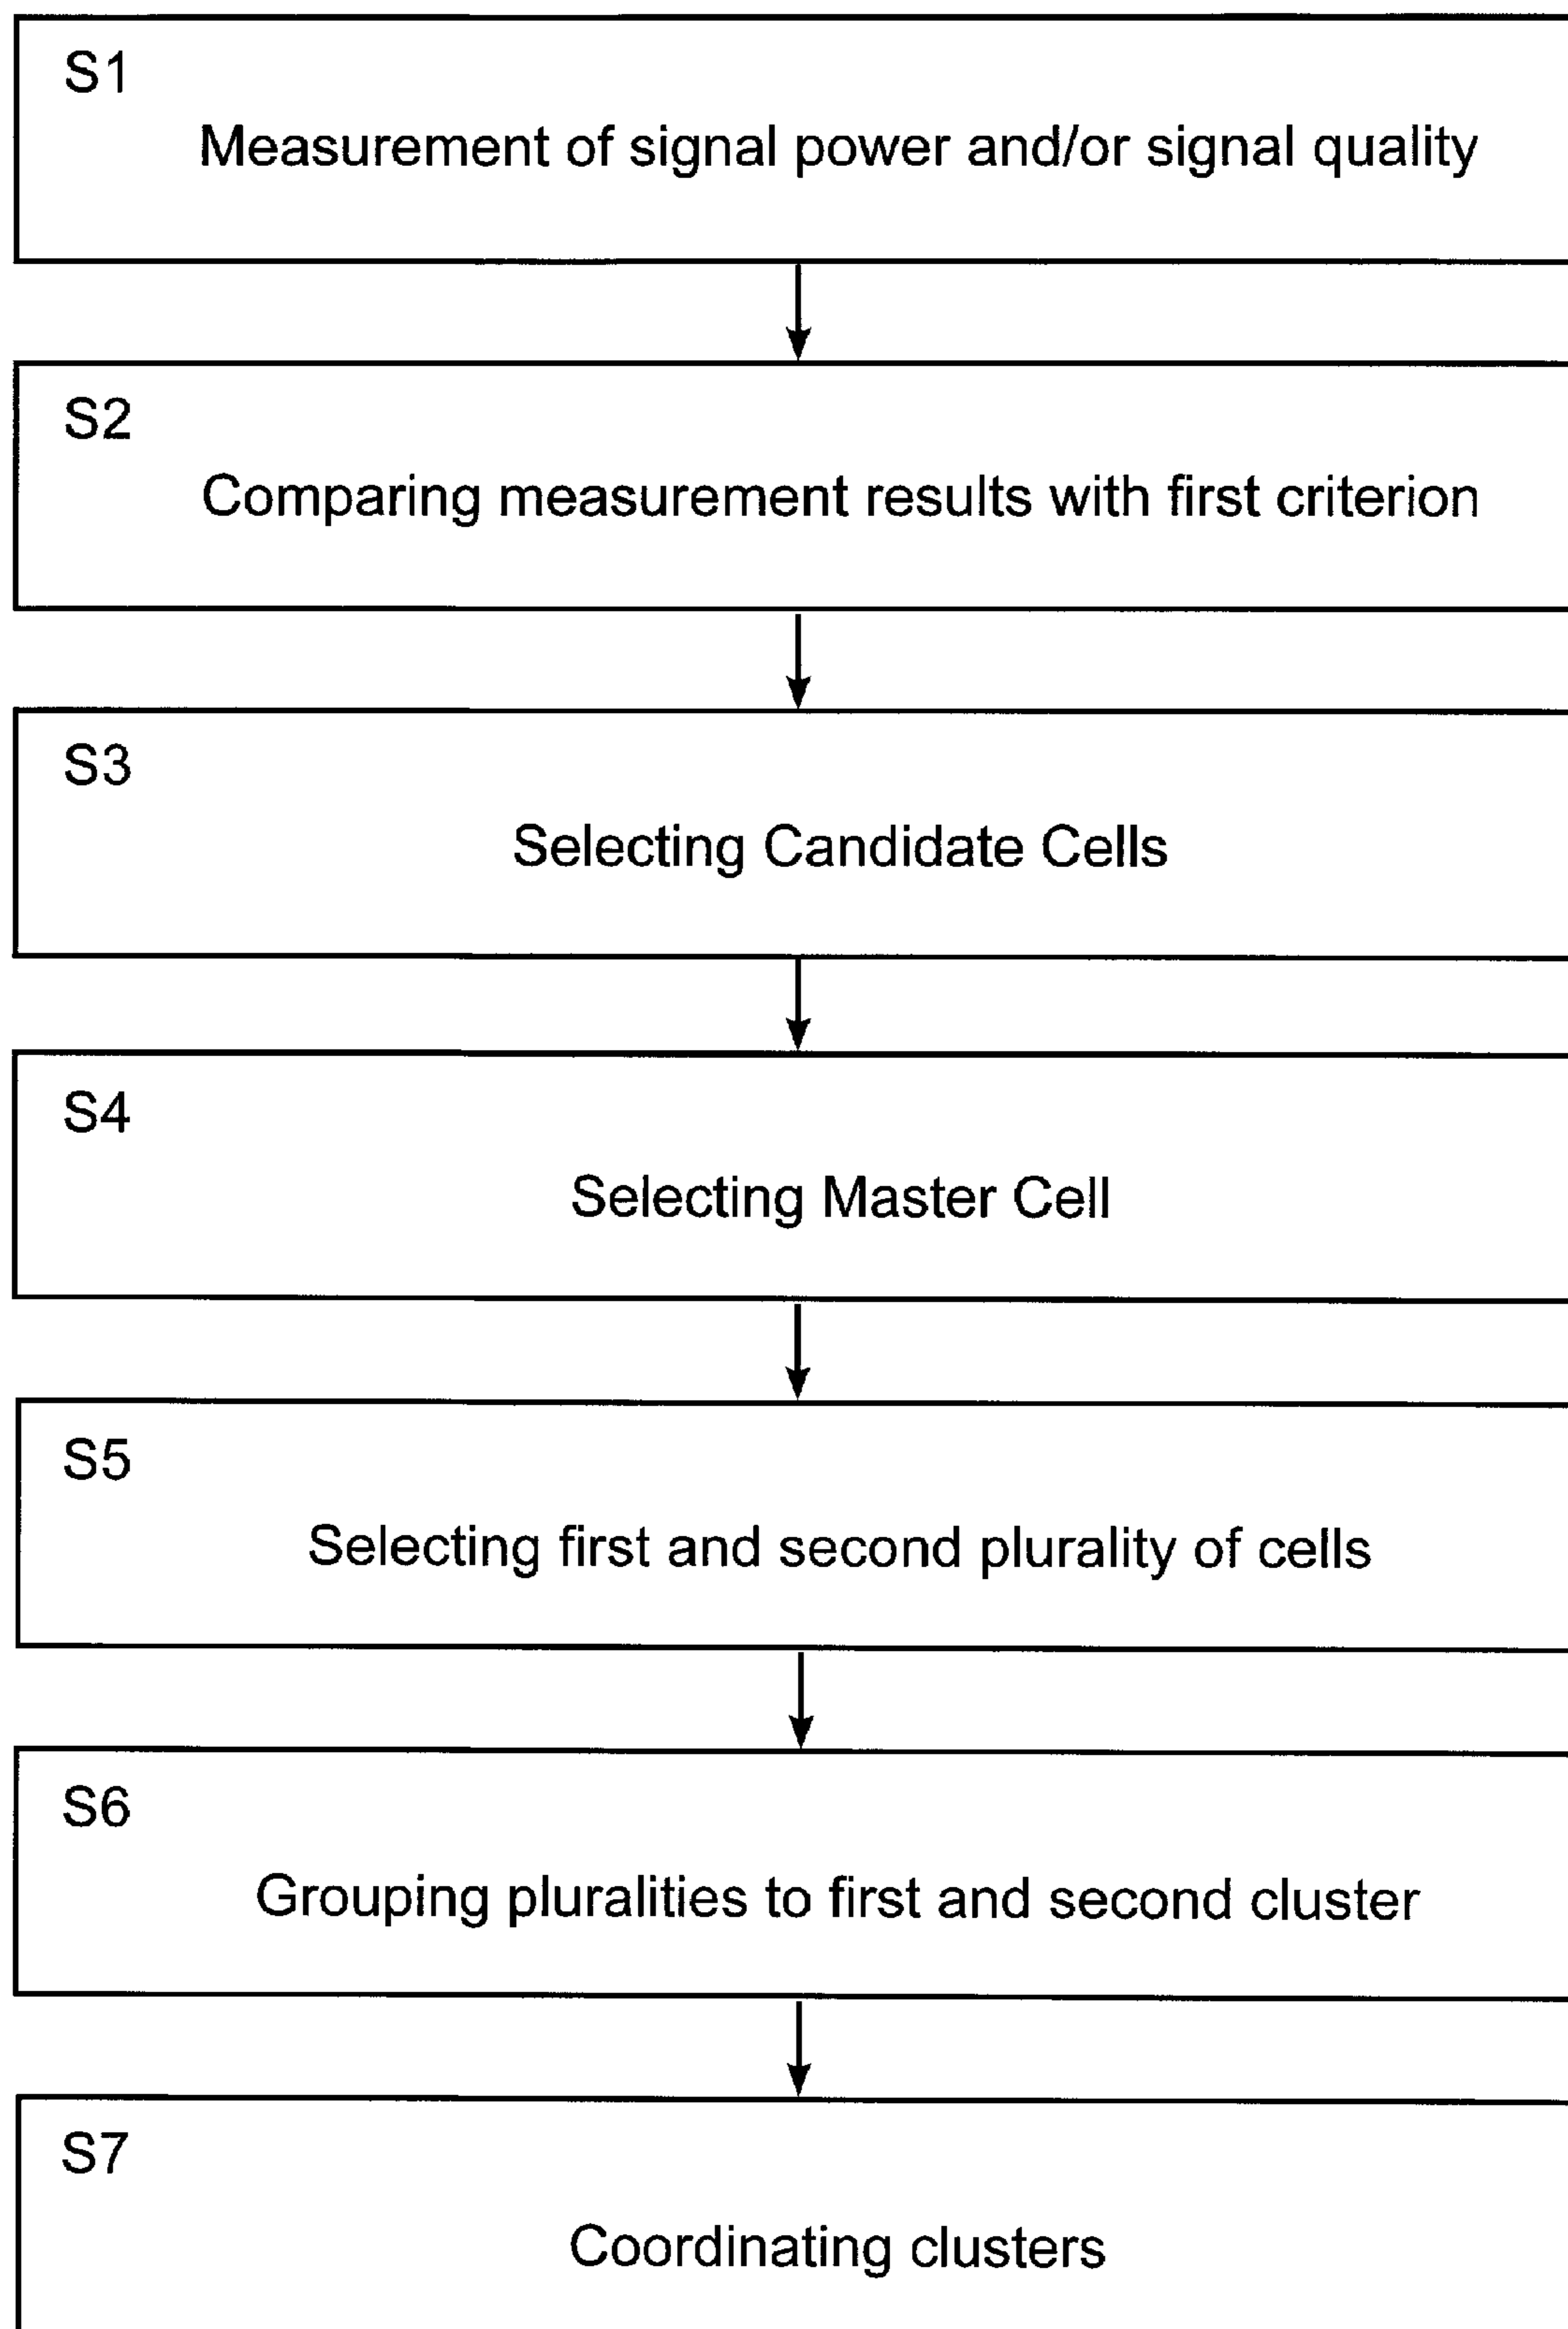 S1
Measurement of signal power and/or signal quality
S2
Comparing measurement results with first criterion
S3
Selecting Candidate Cells
S4
Selecting Master Cell
S5
Selecting first and second plurality of cells
S6
Grouping pluralities to first and second cluster
S7
Coordinating clusters